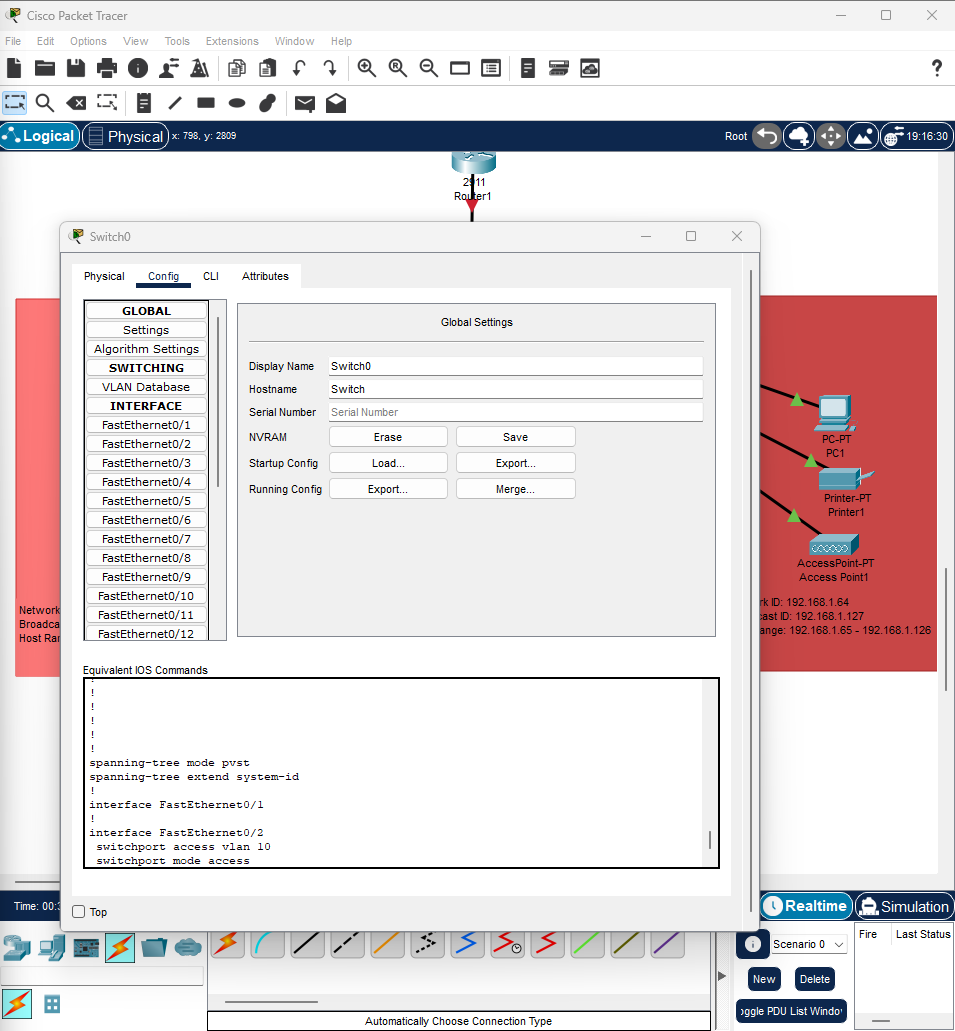 Cisco Packet Tracer
File Edit Options View Tools Extensions Window Help
?
Logical Physical x: 798, y: 2809 Root 19:16:30
2911
Router1
Switch0
Physical Config CLI Attributes
GLOBAL
Settings
Algorithm Settings
SWITCHING
VLAN Database
INTERFACE
FastEthernet0/1
FastEthernet0/2
FastEthernet0/3
FastEthernet0/4
FastEthernet0/5
FastEthernet0/6
FastEthernet0/7
FastEthernet0/8
FastEthernet0/9
FastEthernet0/10
FastEthernet0/11
FastEthernet0/12
Global Settings
Display Name Switch0
Hostname Switch
Serial Number Serial Number
NVRAM Erase Save
Startup Config Load... Export...
Running Config Export... Merge...
Network
Broadca
Host Ran
PC-PT
PC1
Printer-PT
Printer1
AccessPoint-PT
Access Point1
rk ID: 192.168.1.64
cast ID: 192.168.1.127
ange: 192.168.1.65 - 192.168.1.126
Equivalent IOS Commands
!
!
!
!
!
!
spanning-tree mode pvst
spanning-tree extend system-id
!
interface FastEthernet0/1
!
interface FastEthernet0/2
switchport access vlan 10
switchport mode access
Top
Time: 00:3
Realtime Simulation
Scenario 0
Fire Last Status
New Delete
oggle PDU List Window
Automatically Choose Connection Type